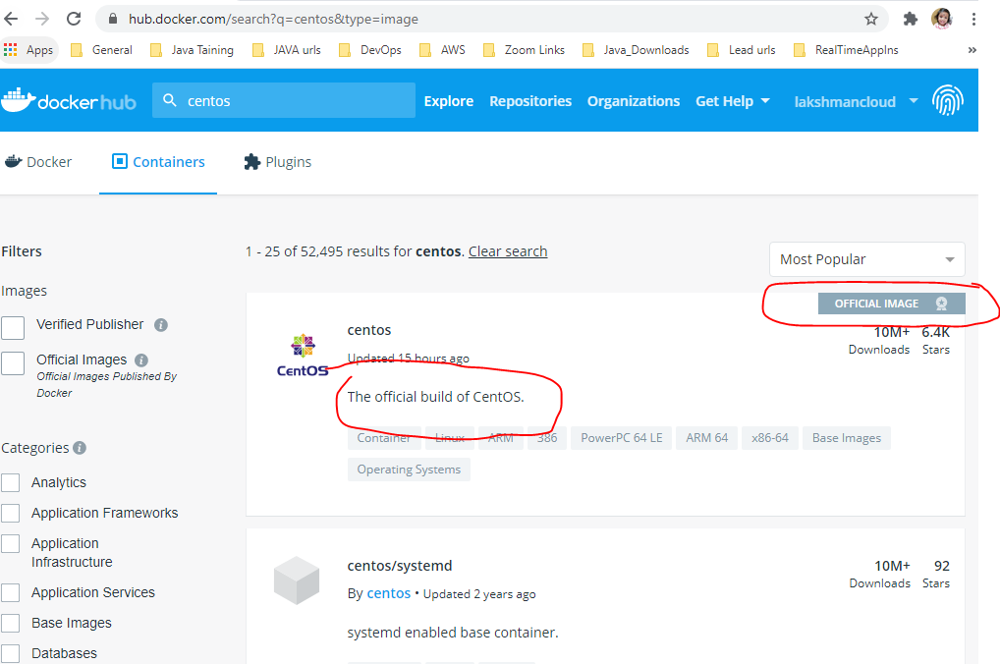 hub.docker.com/search?q=centos&type=image
Apps General Java Taining JAVA urls DevOps AWS Zoom Links Java_Downloads Lead urls RealTimeAppIns »
docker hub centos Explore Repositories Organizations Get Help lakshmancloud
Docker Containers Plugins
Filters
1 - 25 of 52,495 results for centos. Clear search
Most Popular
Images
Verified Publisher
Official Images
Official Images Published By
Docker
Categories
Analytics
Application Frameworks
Application
Infrastructure
Application Services
Base Images
Databases
OFFICIAL IMAGE
centos
10M+ 6.4K
Downloads Stars
Updated 15 hours ago
CentOS
The official build of CentOS.
Container Linux ARM 386 PowerPC 64 LE ARM 64 x86-64 Base Images
Operating Systems
centos/systemd
10M+ 92
Downloads Stars
By centos • Updated 2 years ago
systemd enabled base container.